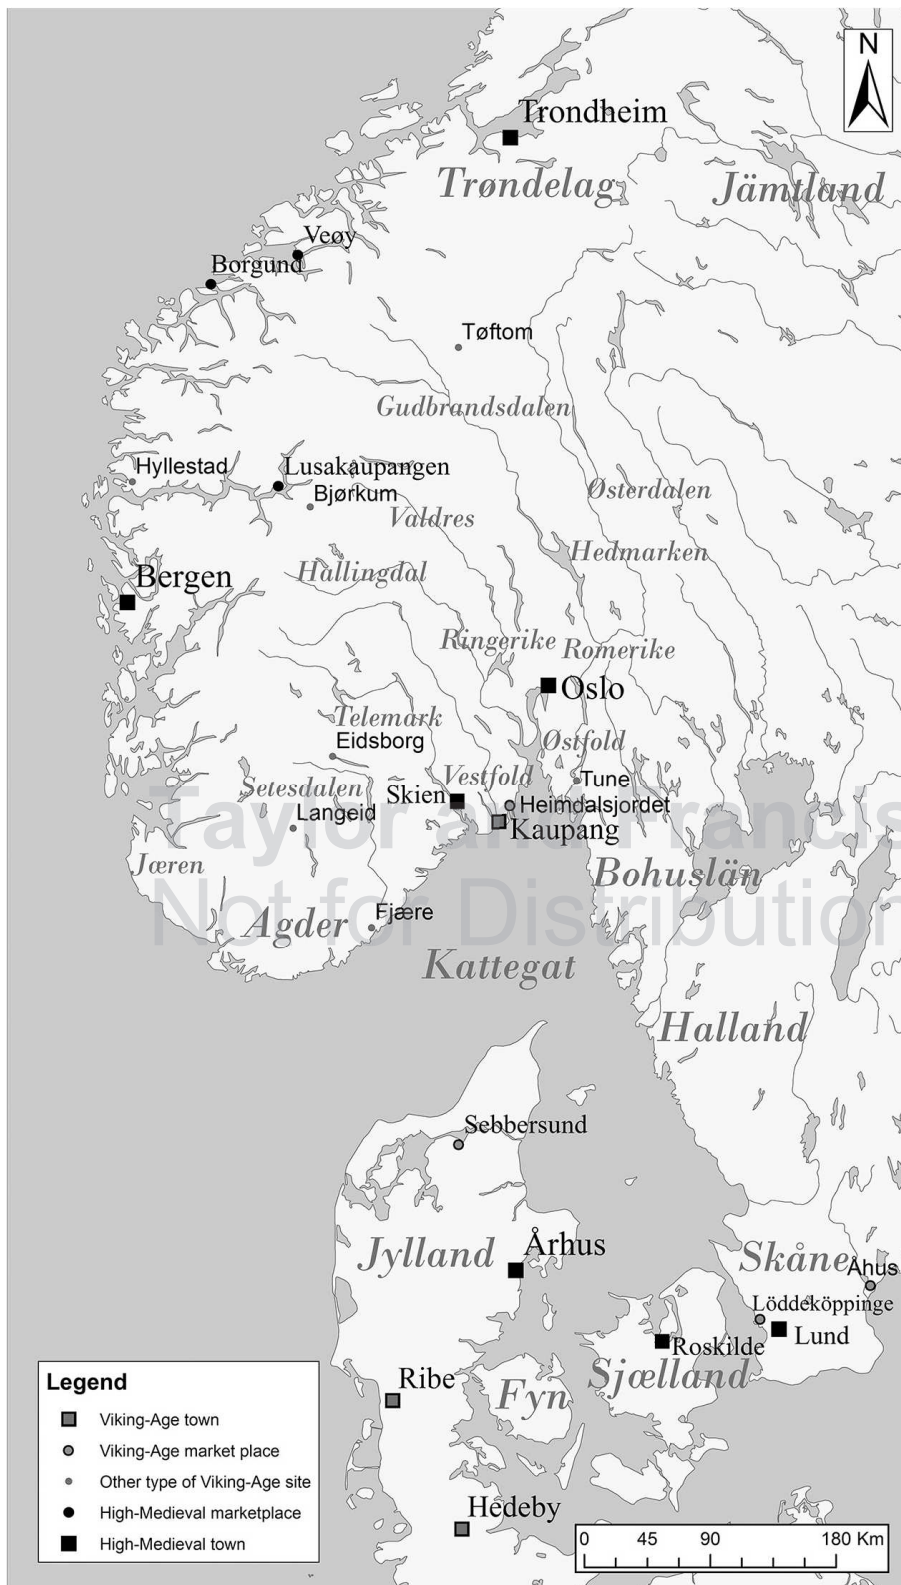 N
Trondheim
Trøndelag
Jämtland
Veøy
Borgund
Tøftom
Gudbrandsdalen
Hyllestad
Lusakaupangen
Bjørkum
Østerdalen
Valdres
Hedmarken
Hallingdal
Bergen
Ringerike
Romerike
Oslo
Telemark
Eidsborg
Østfold
Vestfold
Tune
Setesdalen
Skien
Heimdalsjordet
Langeid
Kaupang
Taylor and Francis
Jæren
Bohuslän
Not for Distribution
Fjære
Agder
Kattegat
Halland
Sebbersund
Århus
Jylland
Skåne
Åhus
Löddeköppinge
Lund
Roskilde
Sjælland
Ribe
Fyn
Hedeby
Legend
Viking-Age town
Viking-Age market place
Other type of Viking-Age site
High-Medieval marketplace
High-Medieval town
0 45 90 180 Km